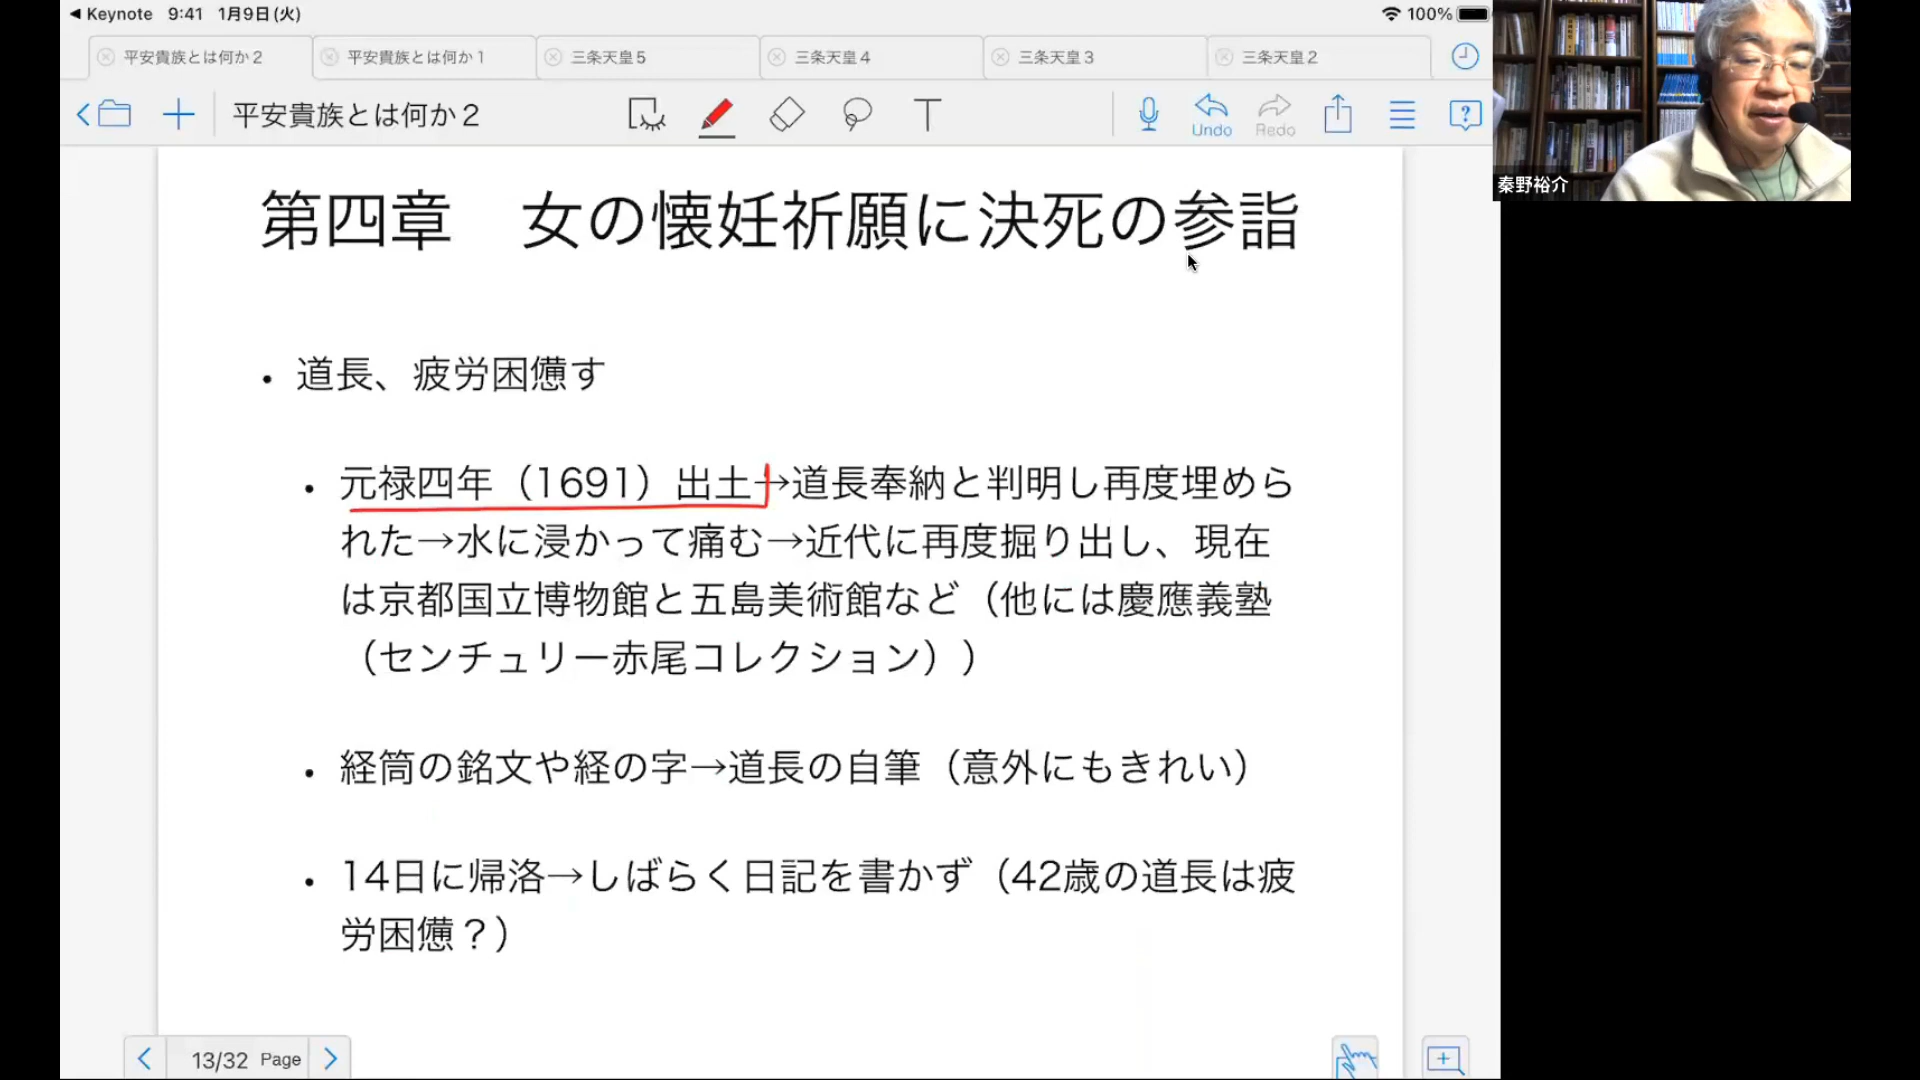 ◀ Keynote 9:41 1月9日(火) 100%
平安貴族とは何か2 平安貴族とは何か1 三条天皇5 三条天皇4 三条天皇3 三条天皇2
平安貴族とは何か2 T Undo Redo
秦野裕介
第四章 女の懐妊祈願に決死の参詣
• 道長、疲労困憊す
• 元禄四年（1691）出土→道長奉納と判明し再度埋めら
れた→水に浸かって痛む→近代に再度掘り出し、現在
は京都国立博物館と五島美術館など（他には慶應義塾
（センチュリー赤尾コレクション））
• 経筒の銘文や経の字→道長の自筆（意外にもきれい）
• 14日に帰洛→しばらく日記を書かず（42歳の道長は疲
労困憊？）
13/32 Page